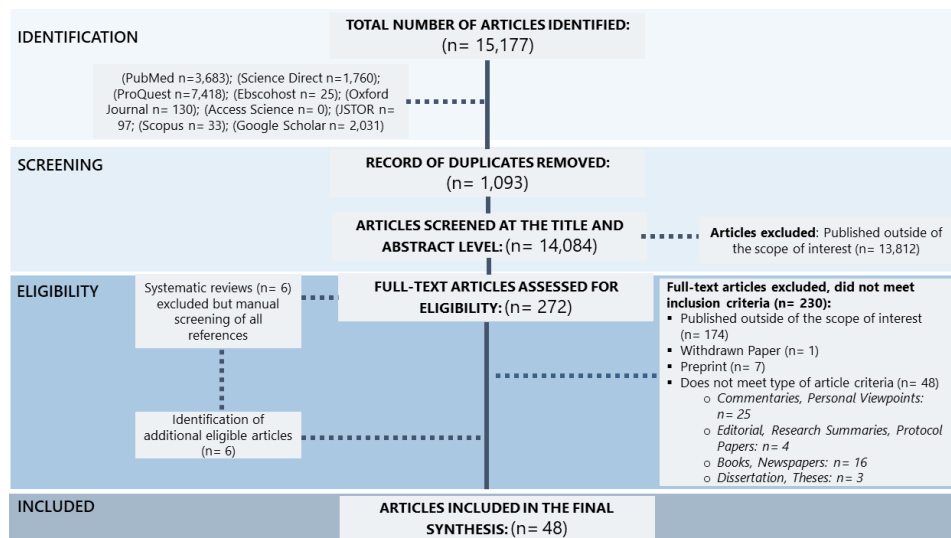 IDENTIFICATION
TOTAL NUMBER OF ARTICLES IDENTIFIED:
(n= 15,177)
(PubMed n=3,683); (Science Direct n=1,760);
(ProQuest n=7,418); (Ebscohost n= 25); (Oxford
Journal n= 130); (Access Science n= 0); (JSTOR n=
97; (Scopus n= 33); (Google Scholar n= 2,031)
SCREENING
RECORD OF DUPLICATES REMOVED:
(n= 1,093)
ARTICLES SCREENED AT THE TITLE AND
ABSTRACT LEVEL: (n= 14,084)
Articles excluded: Published outside of
the scope of interest (n= 13,812)
ELIGIBILITY
Systematic reviews (n= 6)
excluded but manual
screening of all
references
FULL-TEXT ARTICLES ASSESSED FOR
ELIGIBILITY: (n= 272)
Full-text articles excluded, did not meet
inclusion criteria (n= 230):
▪ Published outside of the scope of interest
(n= 174)
▪ Withdrawn Paper (n= 1)
▪ Preprint (n= 7)
▪ Does not meet type of article criteria (n= 48)
o Commentaries, Personal Viewpoints:
n= 25
o Editorial, Research Summaries, Protocol
Papers: n= 4
o Books, Newspapers: n= 16
o Dissertation, Theses: n= 3
Identification of
additional eligible articles
(n= 6)
INCLUDED
ARTICLES INCLUDED IN THE FINAL
SYNTHESIS: (n= 48)